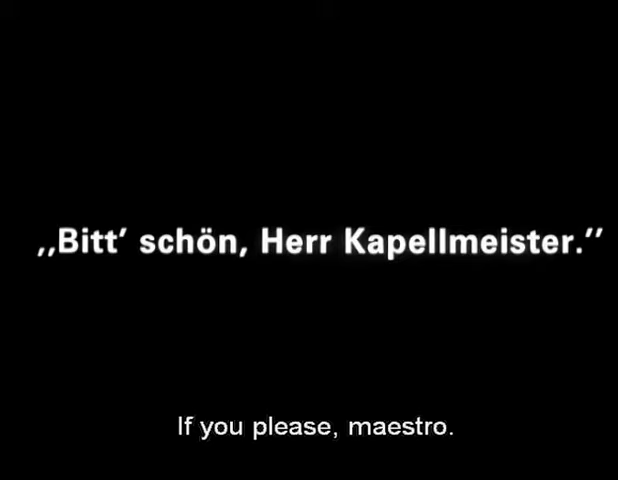 ,,Bitt’ schön, Herr Kapellmeister.’’
If you please, maestro.